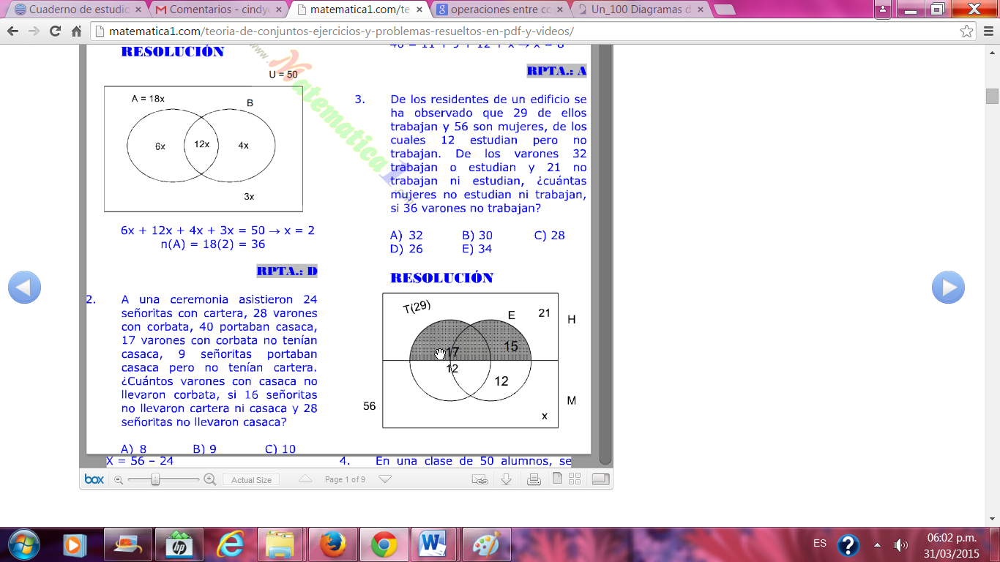 Cuaderno de estudio
Comentarios - cindyc
matematica1.com/te
operaciones entre co
Un_100 Diagramas d
matematica1.com/teoria-de-conjuntos-ejercicios-y-problemas-resueltos-en-pdf-y-videos/
RESOLUCIÓN
U = 50
A = 18x
B
6x
12x
4x
3x
www.Matematica1.com
6x + 12x + 4x + 3x = 50 → x = 2
n(A) = 18(2) = 36
RPTA.: D
2. A una ceremonia asistieron 24
señoritas con cartera, 28 varones
con corbata, 40 portaban casaca,
17 varones con corbata no tenían
casaca, 9 señoritas portaban
casaca pero no tenían cartera.
¿Cuántos varones con casaca no
llevaron corbata, si 16 señoritas
no llevaron cartera ni casaca y 28
señoritas no llevaron casaca?
A) 8 B) 9 C) 10
X = 56 – 24
40 = 11 + 9 + 12 + x → x = 8
RPTA.: A
3. De los residentes de un edificio se
ha observado que 29 de ellos
trabajan y 56 son mujeres, de los
cuales 12 estudian pero no
trabajan. De los varones 32
trabajan o estudian y 21 no
trabajan ni estudian, ¿cuántas
mujeres no estudian ni trabajan,
si 36 varones no trabajan?
A) 32 B) 30 C) 28
D) 26 E) 34
RESOLUCIÓN
T(29)
E
21
H
17
15
12
12
56
M
x
4. En una clase de 50 alumnos, se
box
Actual Size
Page 1 of 9
hp
ES
06:02 p.m.
31/03/2015